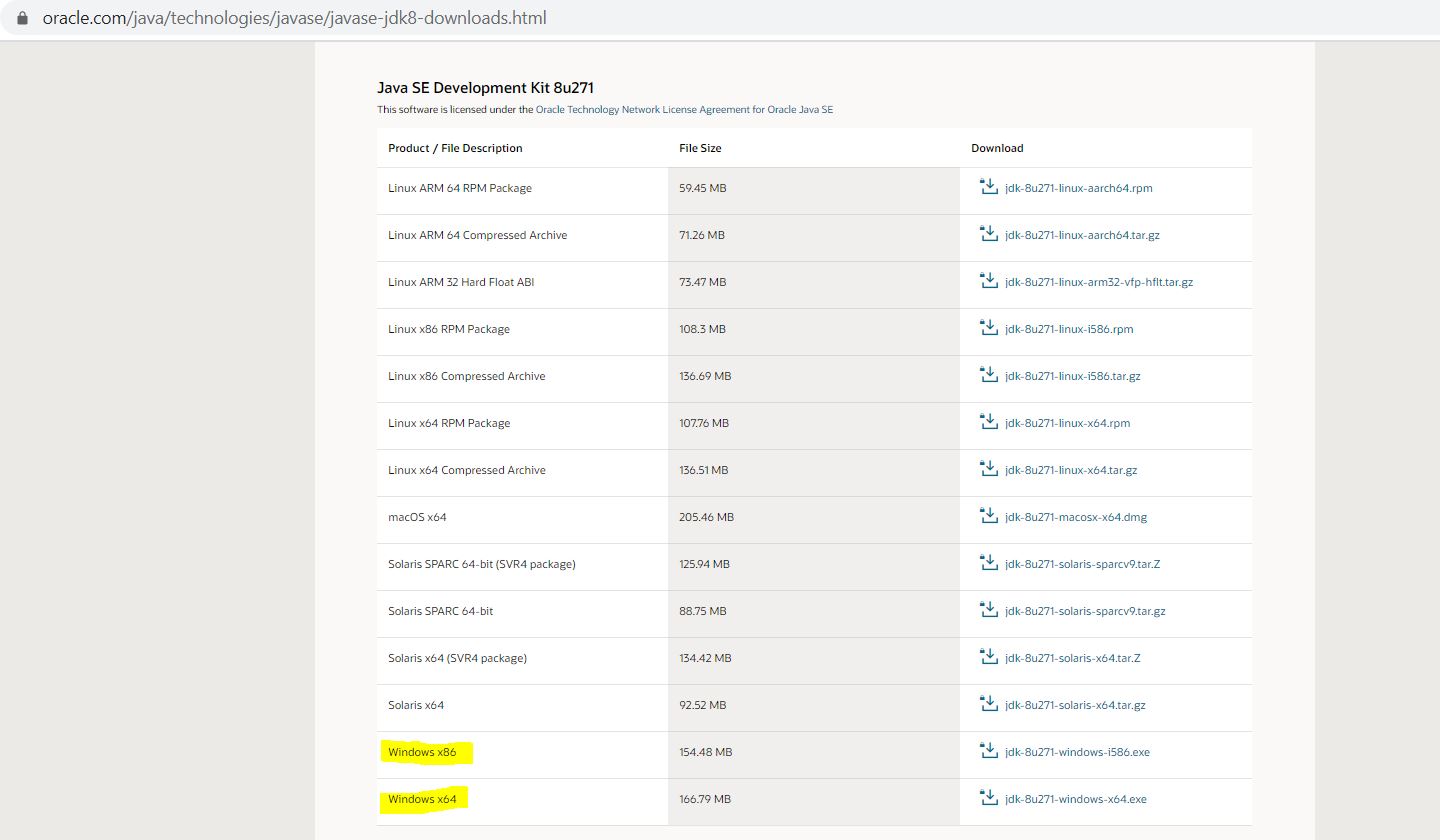 oracle.com/java/technologies/javase/javase-jdk8-downloads.html
Java SE Development Kit 8u271
This software is licensed under the Oracle Technology Network License Agreement for Oracle Java SE
Product / File Description File Size Download
Linux ARM 64 RPM Package 59.45 MB jdk-8u271-linux-aarch64.rpm
Linux ARM 64 Compressed Archive 71.26 MB jdk-8u271-linux-aarch64.tar.gz
Linux ARM 32 Hard Float ABI 73.47 MB jdk-8u271-linux-arm32-vfp-hflt.tar.gz
Linux x86 RPM Package 108.3 MB jdk-8u271-linux-i586.rpm
Linux x86 Compressed Archive 136.69 MB jdk-8u271-linux-i586.tar.gz
Linux x64 RPM Package 107.76 MB jdk-8u271-linux-x64.rpm
Linux x64 Compressed Archive 136.51 MB jdk-8u271-linux-x64.tar.gz
macOS x64 205.46 MB jdk-8u271-macosx-x64.dmg
Solaris SPARC 64-bit (SVR4 package) 125.94 MB jdk-8u271-solaris-sparcv9.tar.Z
Solaris SPARC 64-bit 88.75 MB jdk-8u271-solaris-sparcv9.tar.gz
Solaris x64 (SVR4 package) 134.42 MB jdk-8u271-solaris-x64.tar.Z
Solaris x64 92.52 MB jdk-8u271-solaris-x64.tar.gz
Windows x86 154.48 MB jdk-8u271-windows-i586.exe
Windows x64 166.79 MB jdk-8u271-windows-x64.exe